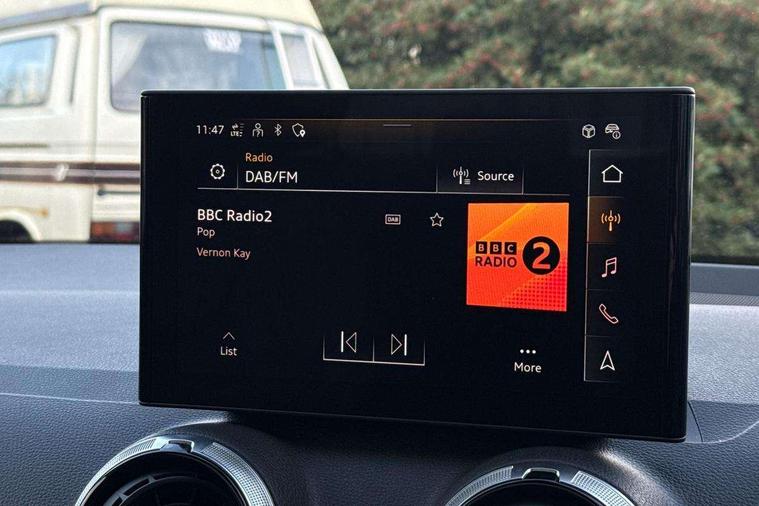 11:47
LTE
Radio
DAB/FM
Source
BBC Radio2
DAB
Pop
Vernon Kay
BBC
RADIO 2
List
More